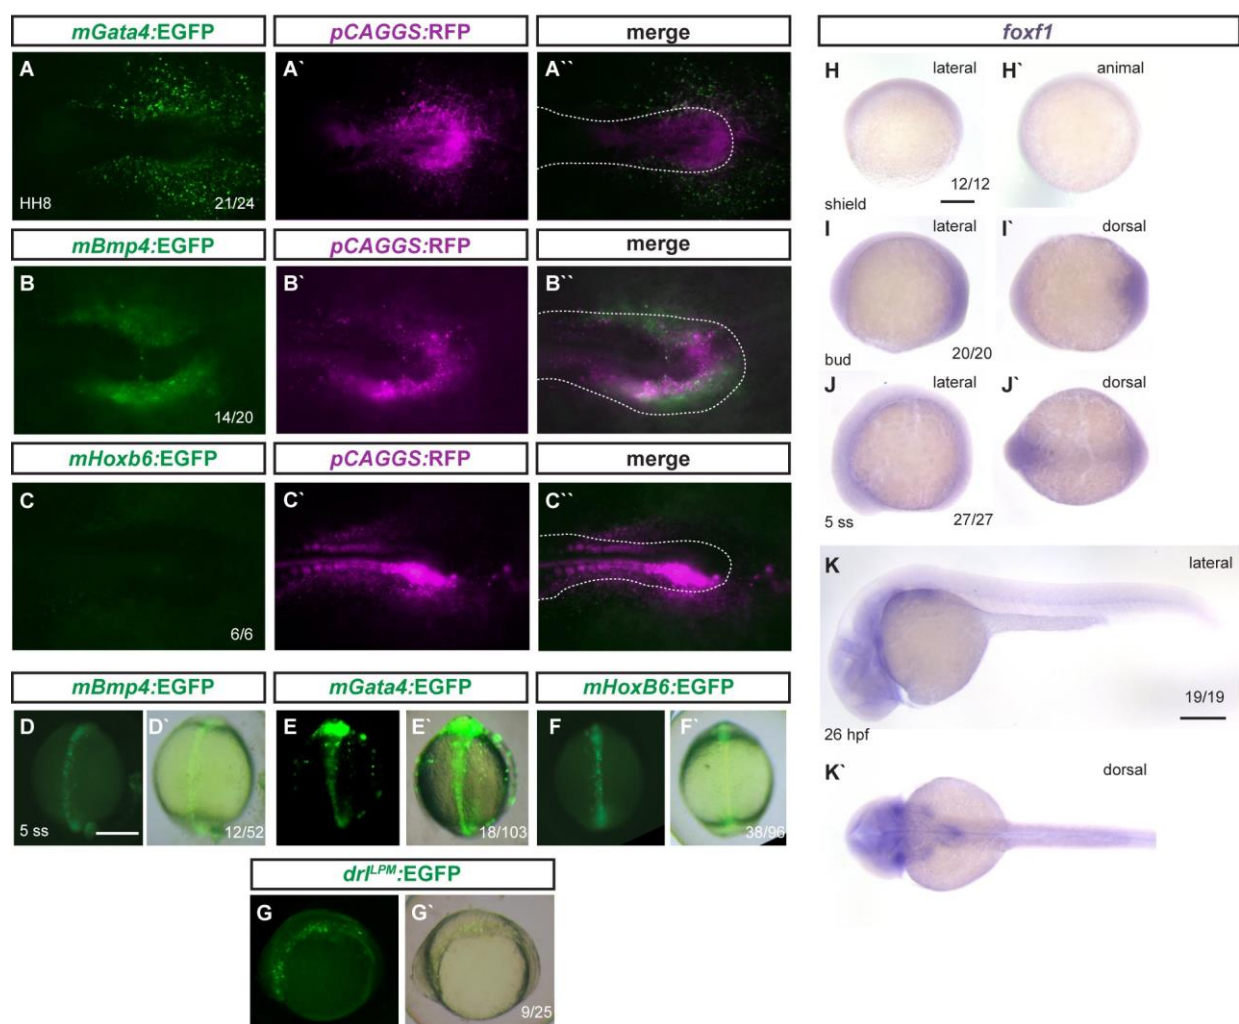 mGata4:EGFP pCAGGS:RFP merge
A A` A``
HH8 21/24
mBmp4:EGFP pCAGGS:RFP merge
B B` B``
14/20
mHoxb6:EGFP pCAGGS:RFP merge
C C` C``
6/6
mBmp4:EGFP mGata4:EGFP mHoxB6:EGFP
D D` E E` F F`
5 ss 12/52 18/103 38/96
drlLPM:EGFP
G G`
9/25
foxf1
H lateral H` animal
12/12
shield
I lateral I` dorsal
20/20
bud
J lateral J` dorsal
5 ss 27/27
K lateral
19/19
26 hpf
K` dorsal